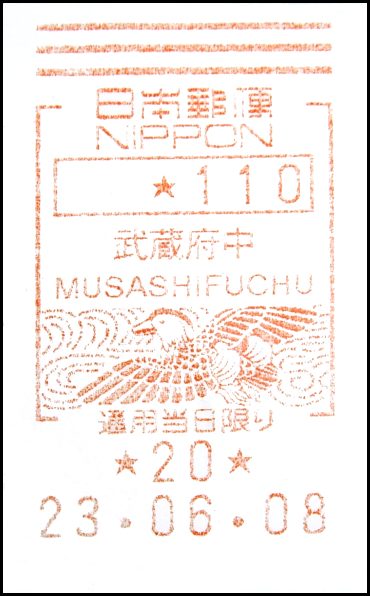 日本郵便
NIPPON
★110
武蔵府中
MUSASHIFUCHU
適用当日限り
★20★
23.06.08